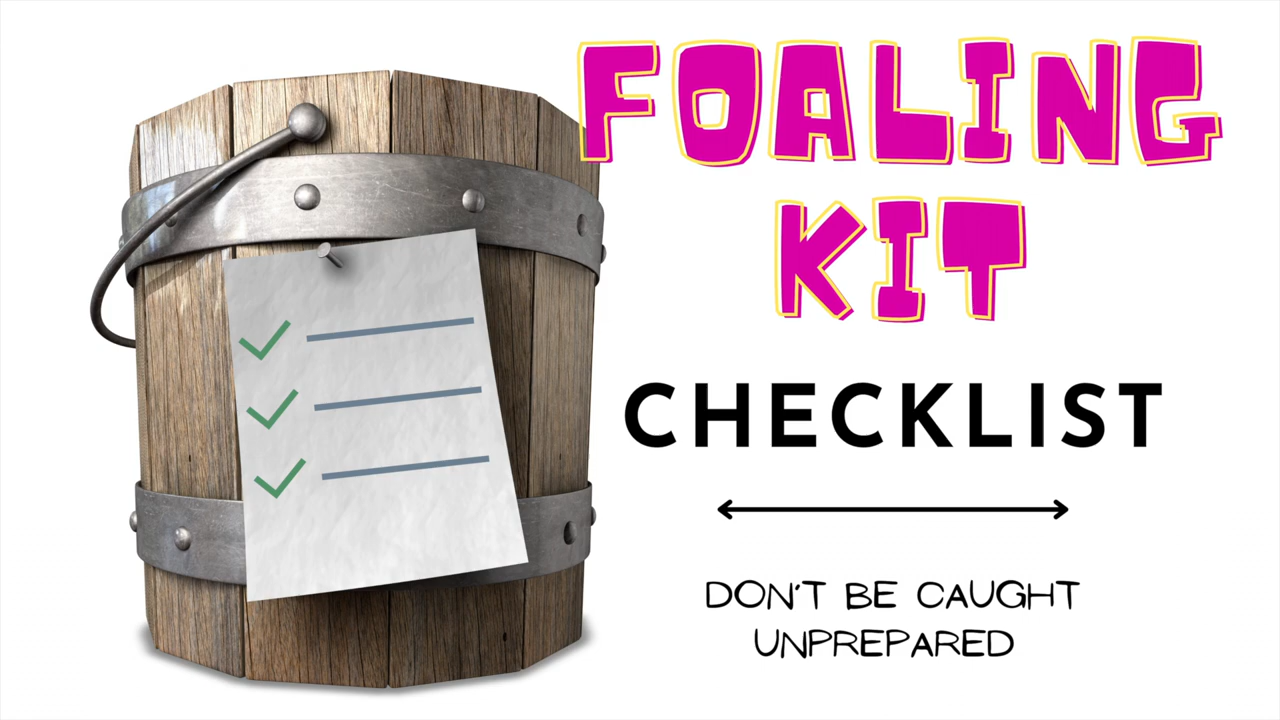 FOALING
KIT
CHECKLIST
DON'T BE CAUGHT
UNPREPARED